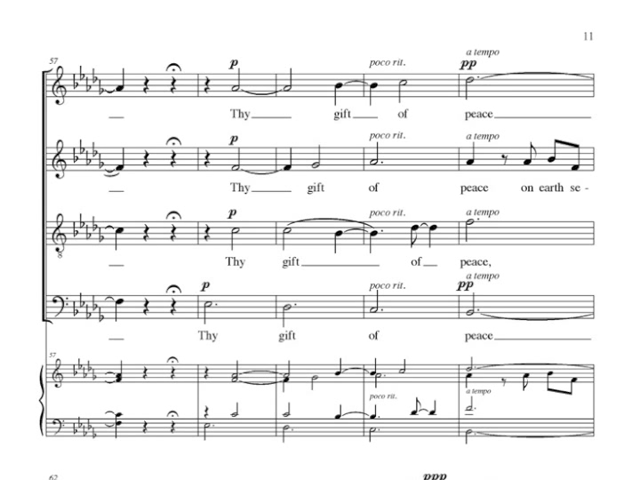 11
57
p
poco rit.
a tempo
pp
Thy gift of peace
p
poco rit.
a tempo
Thy gift of peace on earth se -
p
poco rit.
a tempo
Thy gift of peace,
p
poco rit.
a tempo
pp
Thy gift of peace
57
poco rit.
a tempo
62
ppp